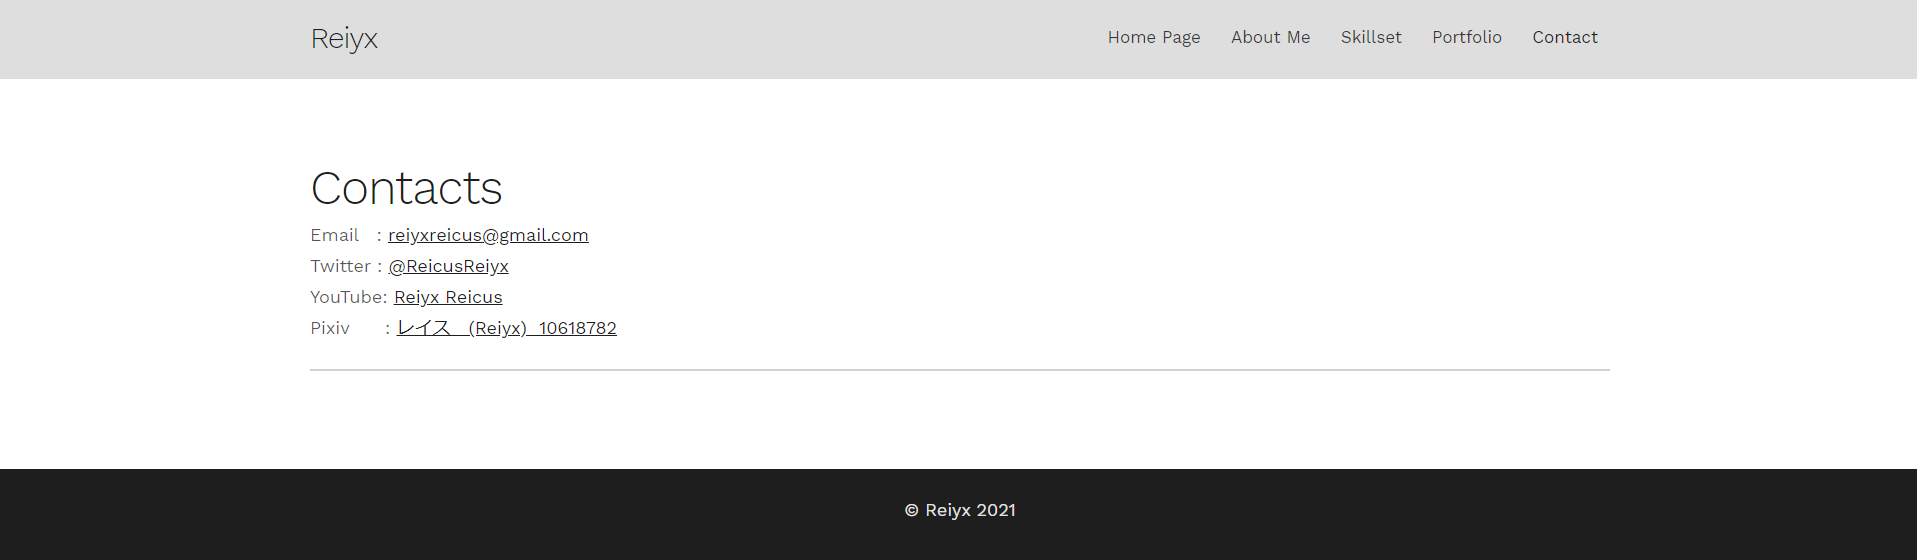 Reiyx
Home Page About Me Skillset Portfolio Contact
Contacts
Email : reiyxreicus@gmail.com
Twitter : @ReicusReiyx
YouTube: Reiyx Reicus
Pixiv : レイス (Reiyx) 10618782
© Reiyx 2021